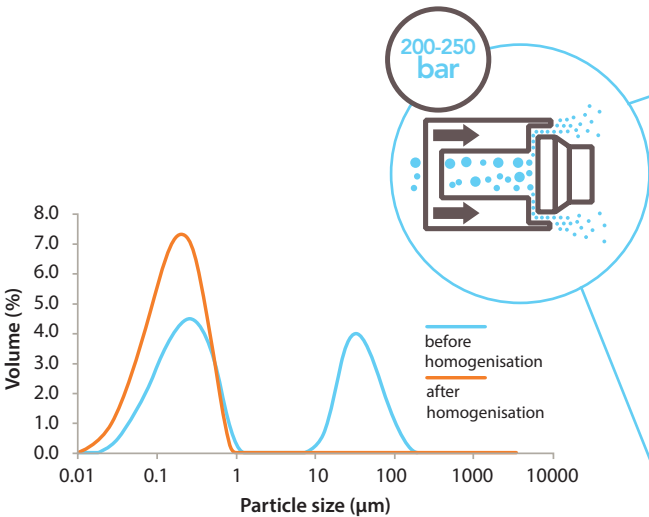 200-250
bar
8.0
7.0
6.0
5.0
4.0
3.0
2.0
1.0
0.0
Volume (%)
before
homogenisation
after
homogenisation
0.01
0.1
1
10
100
1000
10000
Particle size (µm)